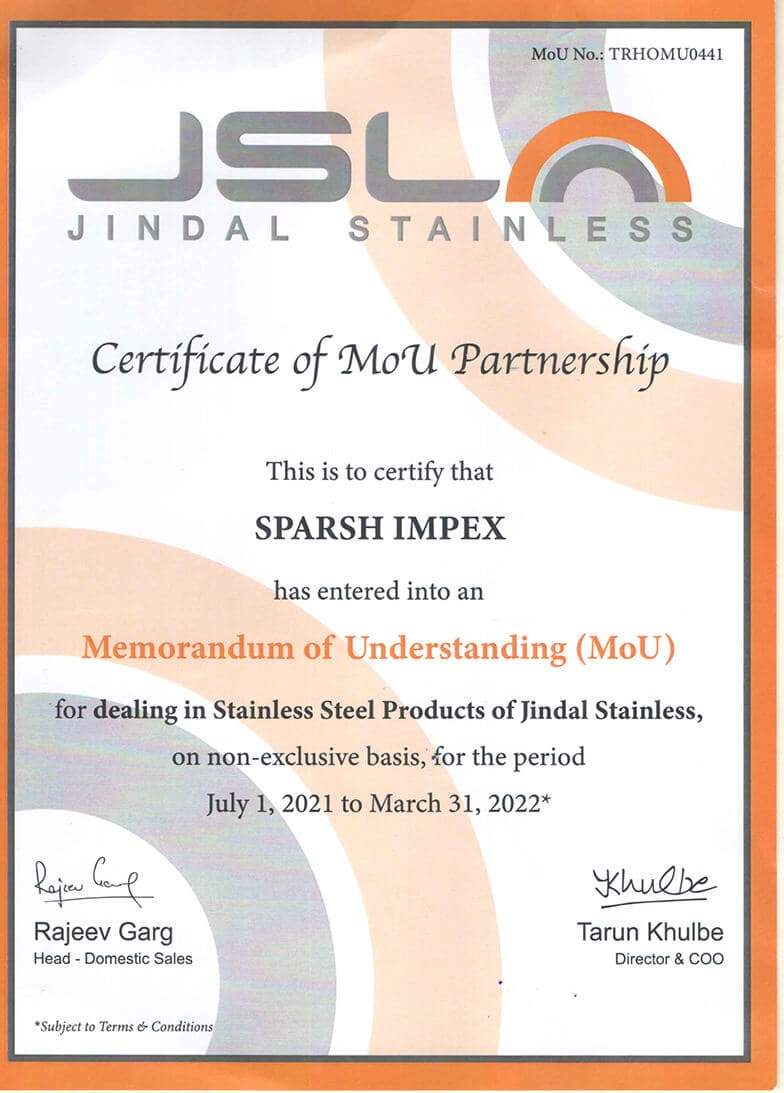 MoU No.: TRHOMU0441
JSL
JINDAL STAINLESS
Certificate of MoU Partnership
This is to certify that
SPARSH IMPEX
has entered into an
Memorandum of Understanding (MoU)
for dealing in Stainless Steel Products of Jindal Stainless,
on non-exclusive basis, for the period
July 1, 2021 to March 31, 2022*
Rajeev Garg
Khulbe
Rajeev Garg
Tarun Khulbe
Head - Domestic Sales
Director & COO
*Subject to Terms & Conditions